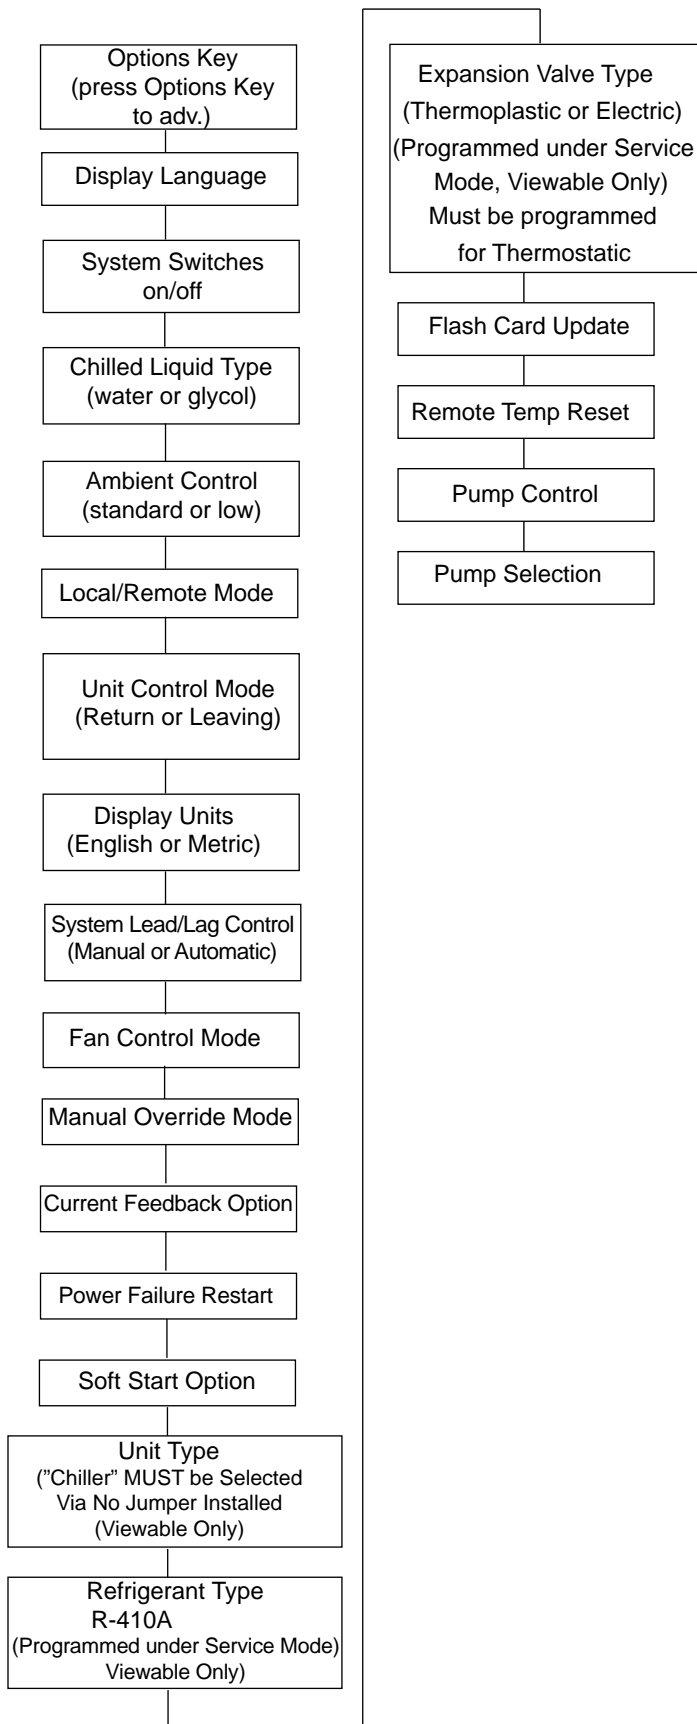 Options Key
(press Options Key
to adv.)
Display Language
System Switches
on/off
Chilled Liquid Type
(water or glycol)
Ambient Control
(standard or low)
Local/Remote Mode
Unit Control Mode
(Return or Leaving)
Display Units
(English or Metric)
System Lead/Lag Control
(Manual or Automatic)
Fan Control Mode
Manual Override Mode
Current Feedback Option
Power Failure Restart
Soft Start Option
Unit Type
("Chiller" MUST be Selected
Via No Jumper Installed
(Viewable Only)
Refrigerant Type
R-410A
(Programmed under Service Mode)
Viewable Only)
Expansion Valve Type
(Thermoplastic or Electric)
(Programmed under Service
Mode, Viewable Only)
Must be programmed
for Thermostatic
Flash Card Update
Remote Temp Reset
Pump Control
Pump Selection